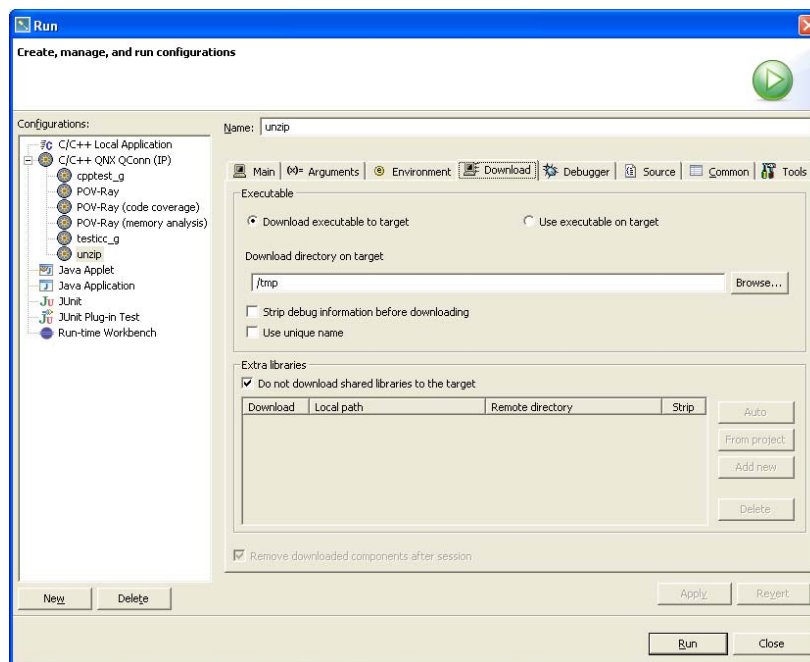 Run
Create, manage, and run configurations
Configurations:
C/C++ Local Application
C/C++ QNX QConn (IP)
cpptest_g
POV-Ray
POV-Ray (code coverage)
POV-Ray (memory analysis)
testicc_g
unzip
Java Applet
Java Application
JUnit
JUnit Plug-in Test
Run-time Workbench
New Delete
Name: unzip
Main (x)= Arguments Environment Download Debugger Source Common Tools
Executable
Download executable to target Use executable on target
Download directory on target
/tmp Browse...
Strip debug information before downloading
Use unique name
Extra libraries
Do not download shared libraries to the target
Download Local path Remote directory Strip
Auto
From project
Add new
Delete
Remove downloaded components after session
Apply Revert
Run Close